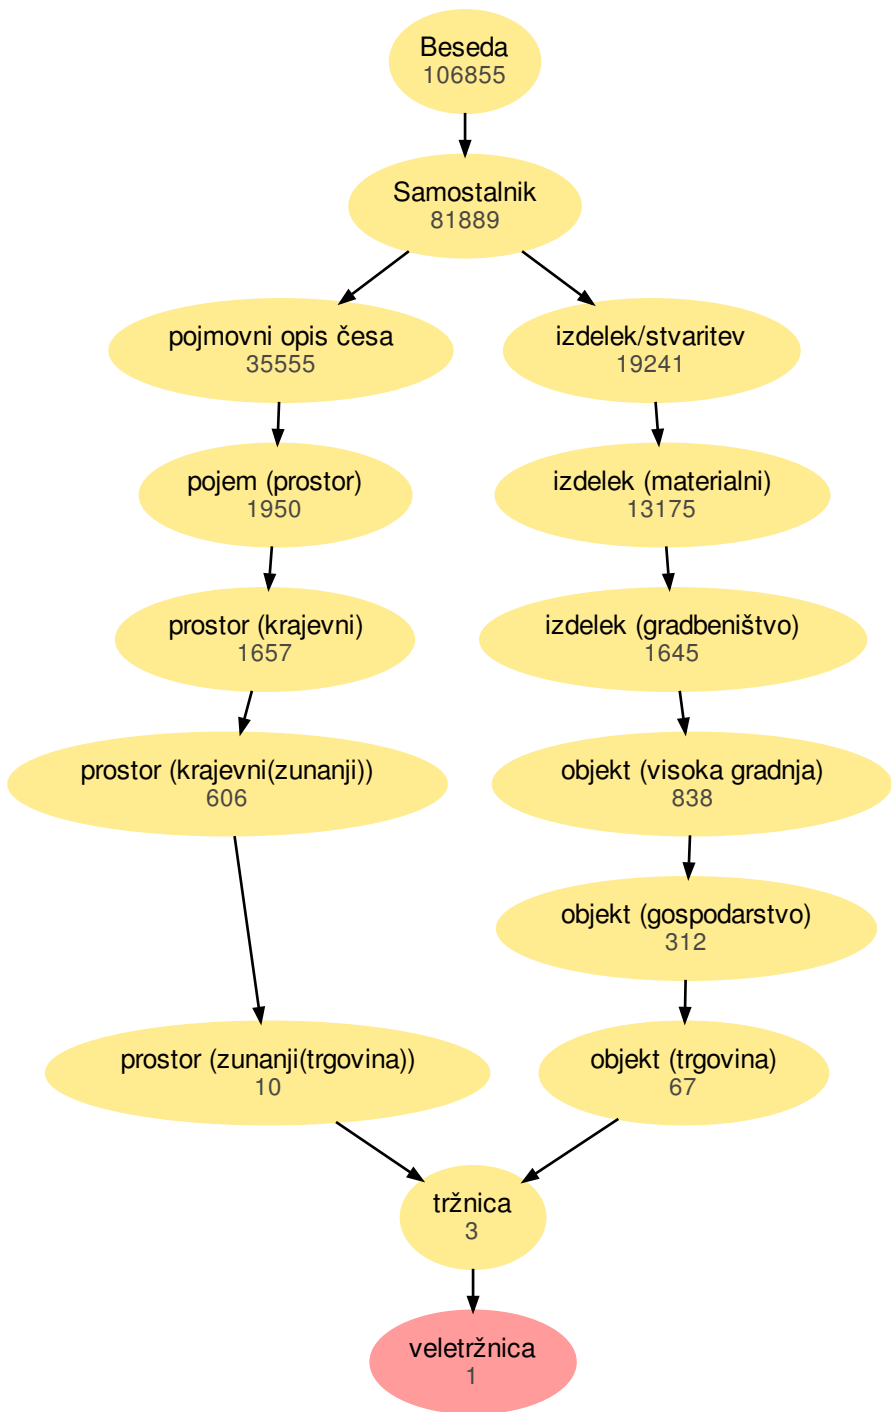 Beseda
106855
Samostalnik
81889
pojmovni opis česa
35555
izdelek/stvaritev
19241
pojem (prostor)
1950
izdelek (materialni)
13175
prostor (krajevni)
1657
izdelek (gradbeništvo)
1645
prostor (krajevni(zunanji))
606
objekt (visoka gradnja)
838
objekt (gospodarstvo)
312
prostor (zunanji(trgovina))
10
objekt (trgovina)
67
tržnica
3
veletržnica
1